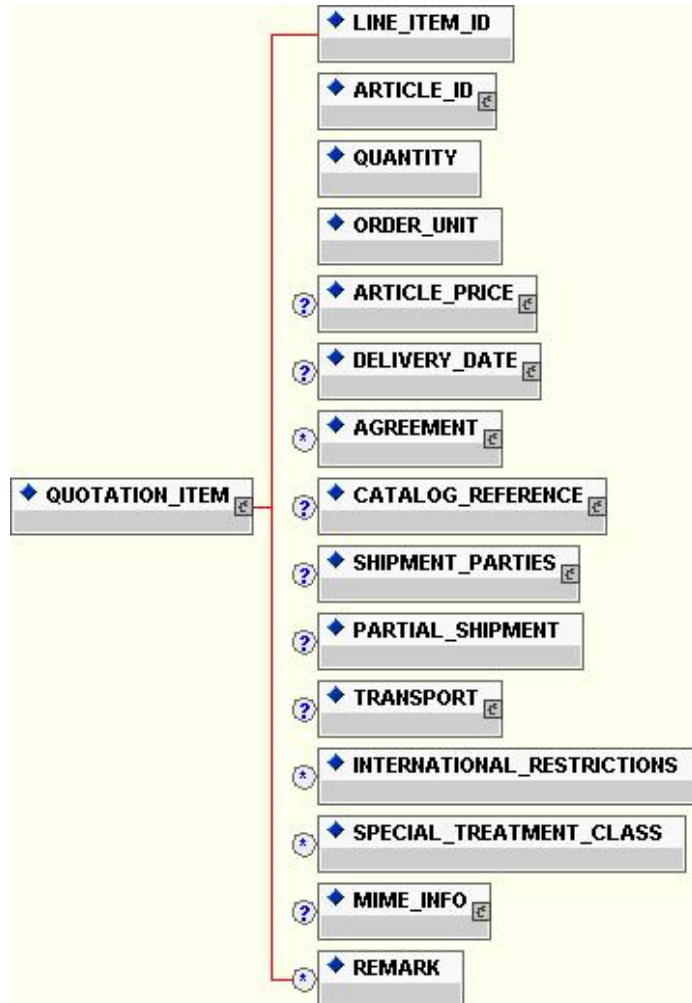 LINE_ITEM_ID
ARTICLE_ID
QUANTITY
ORDER_UNIT
? ARTICLE_PRICE
? DELIVERY_DATE
* AGREEMENT
QUOTATION_ITEM
? CATALOG_REFERENCE
? SHIPMENT_PARTIES
? PARTIAL_SHIPMENT
? TRANSPORT
* INTERNATIONAL_RESTRICTIONS
* SPECIAL_TREATMENT_CLASS
? MIME_INFO
* REMARK